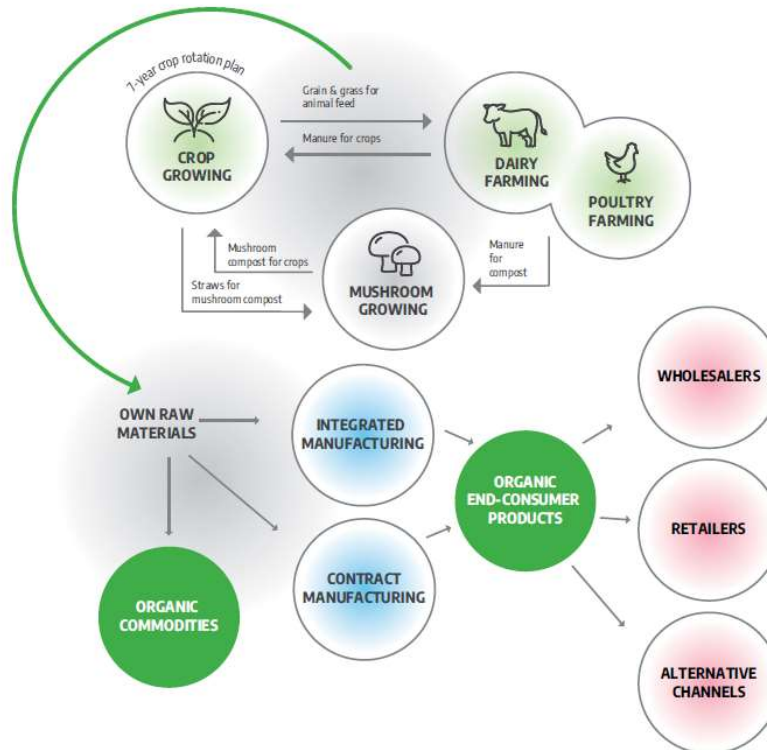 7-year crop rotation plan
CROP
GROWING
Grain & grass for
animal feed
Manure for crops
DAIRY
FARMING
POULTRY
FARMING
Mushroom
compost for crops
Straws for
mushroom compost
MUSHROOM
GROWING
Manure
for
compost
OWN RAW
MATERIALS
INTEGRATED
MANUFACTURING
CONTRACT
MANUFACTURING
ORGANIC
COMMODITIES
ORGANIC
END-CONSUMER
PRODUCTS
WHOLESALERS
RETAILERS
ALTERNATIVE
CHANNELS